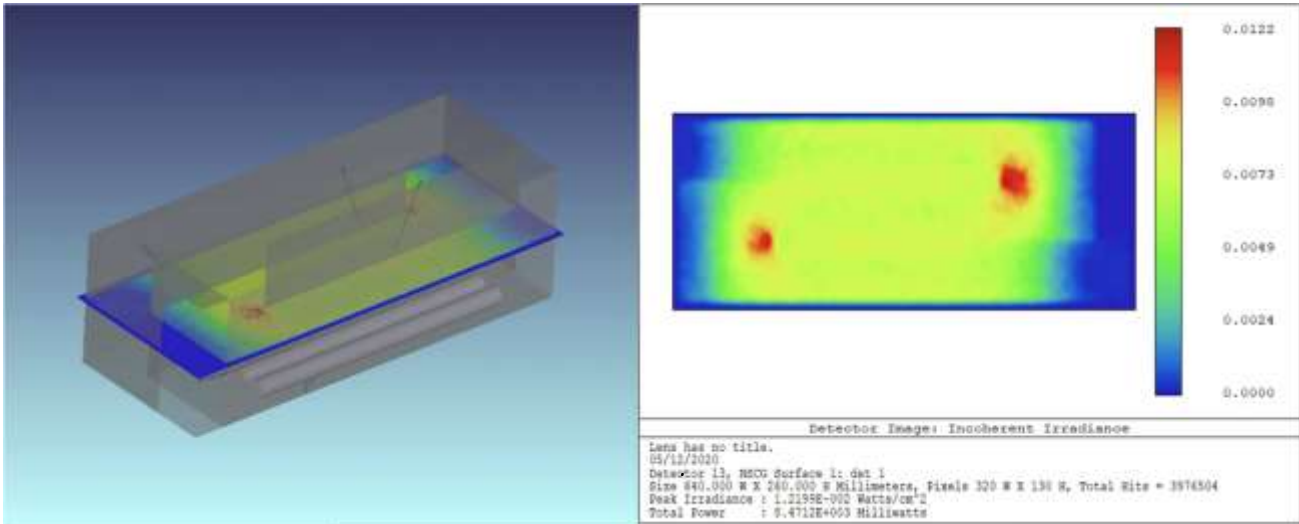 0.0122
0.0098
0.0073
0.0049
0.0024
0.0000
Detector Image: Incoherent Irradiance
Lens has no title.
05/12/2020
Detector 13, NSCG Surface 1: det 1
Size 640.000 W X 260.000 H Millimeters, Pixels 320 W X 130 H, Total Hits = 3976504
Peak Irradiance : 1.2199E-002 Watts/cm^2
Total Power : 8.4712E+003 Milliwatts